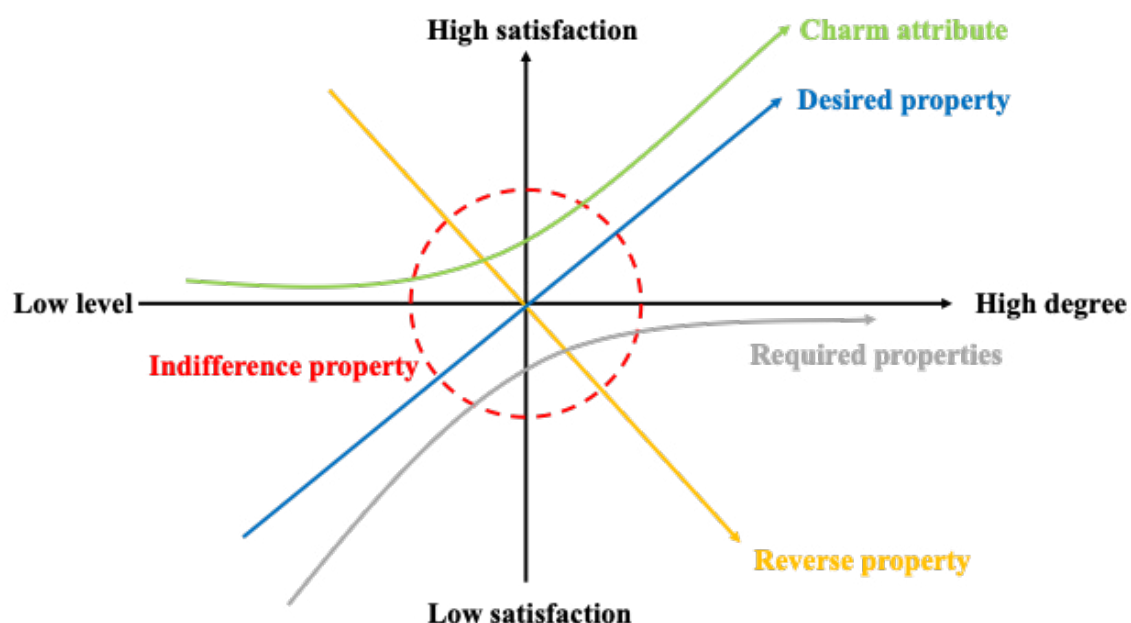 High satisfaction
Charm attribute
Desired property
Low level
High degree
Indifference property
Required properties
Reverse property
Low satisfaction